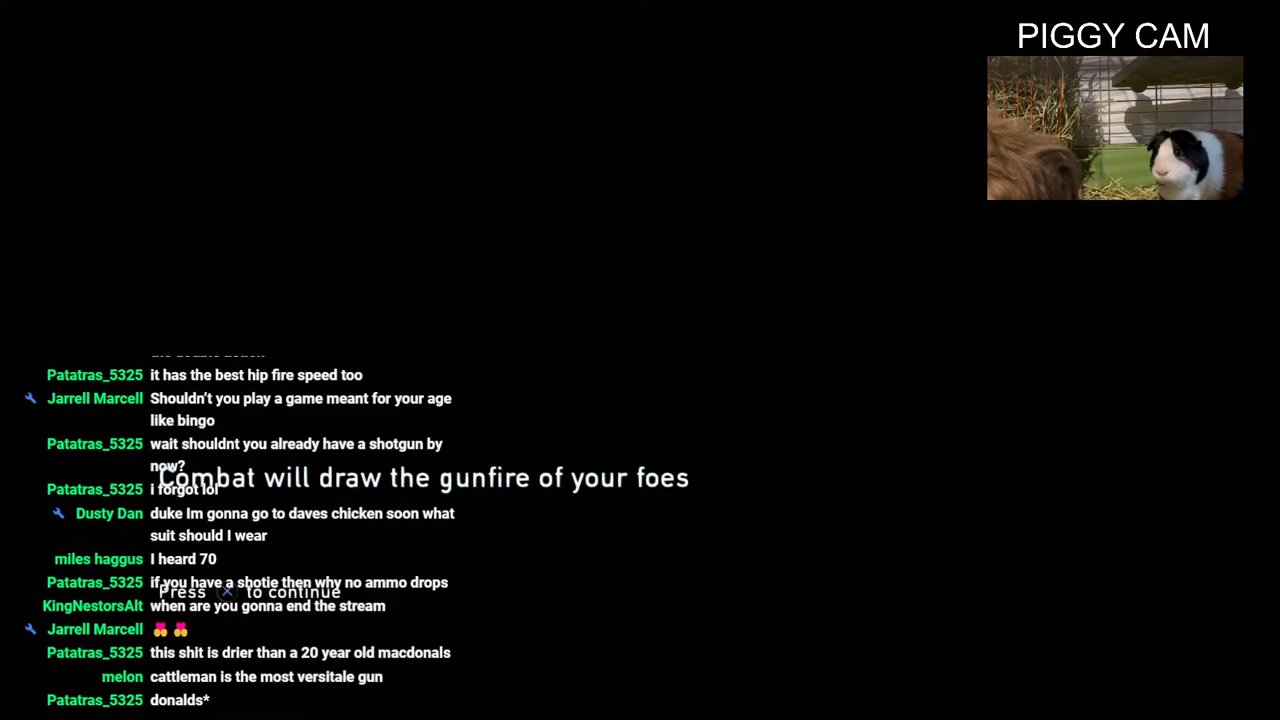 PIGGY CAM
Patatras_5325 it has the best hip fire speed too
Jarrell Marcell Shouldn't you play a game meant for your age
like bingo
Patatras_5325 wait shouldnt you already have a shotgun by
now?
Combat will draw the gunfire of your foes
Patatras_5325 i forgot lol
Dusty Dan duke Im gonna go to daves chicken soon what
suit should I wear
miles haggus I heard 70
Patatras_5325 if you have a shotie then why no ammo drops
Press to continue
KingNestorsAlt when are you gonna end the stream
Jarrell Marcell
Patatras_5325 this shit is drier than a 20 year old macdonals
melon cattleman is the most versitale gun
Patatras_5325 donalds*